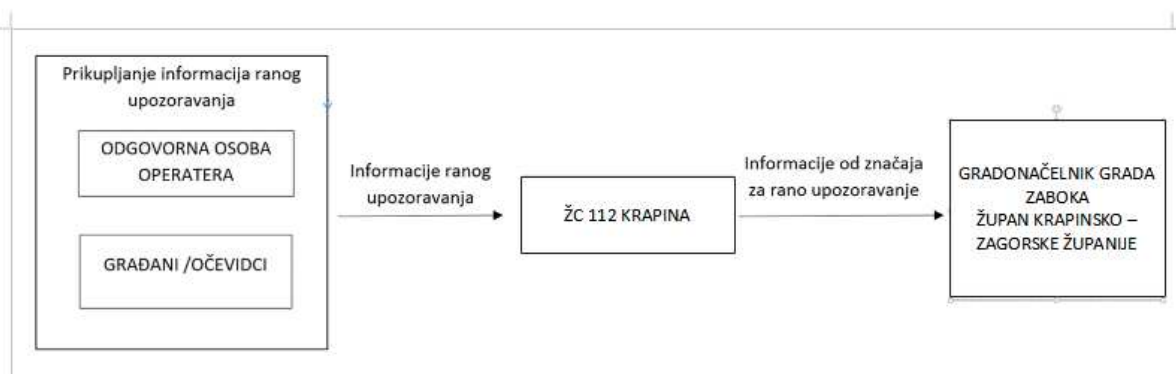 Prikupljanje informacija ranog
upozoravanja
ODGOVORNA OSOBA
OPERATERA
GRAĐANI /OČEVIDCI
Informacije ranog
upozoravanja
ŽC 112 KRAPINA
Informacije od značaja
za rano upozoravanje
GRADONAČELNIK GRADA
ZABOKA
ŽUPAN KRAPINSKO –
ZAGORSKE ŽUPANIJE